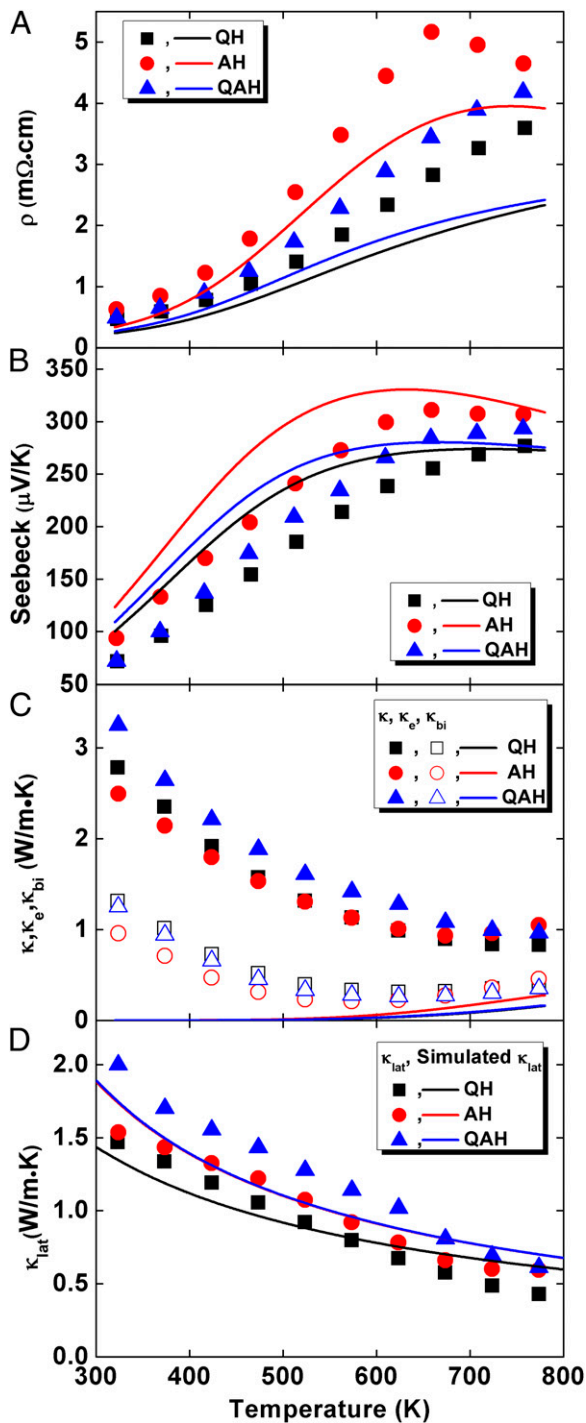 A
5
4
3
2
1
0
ρ (mΩ·cm)
, QH
, AH
, QAH
B
350
300
250
200
150
100
50
Seebeck (μV/K)
, QH
, AH
, QAH
C
3
2
1
0
κ,κe,κbi (W/m•K)
κ, κe, κbi
, , QH
, , AH
, , QAH
D
2.0
1.5
1.0
0.5
0.0
κlat(W/m•K)
κlat, Simulated κlat
, QH
, AH
, QAH
300 400 500 600 700 800
Temperature (K)